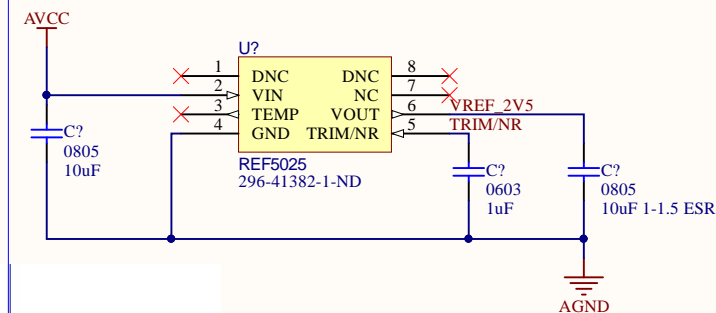 AVCC
U?
1
DNC
DNC
8
2
VIN
NC
7
3
TEMP
VOUT
6
VREF_2V5
4
GND
TRIM/NR
5
TRIM/NR
C?
0805
10uF
REF5025
296-41382-1-ND
C?
0603
1uF
C?
0805
10uF 1-1.5 ESR
AGND